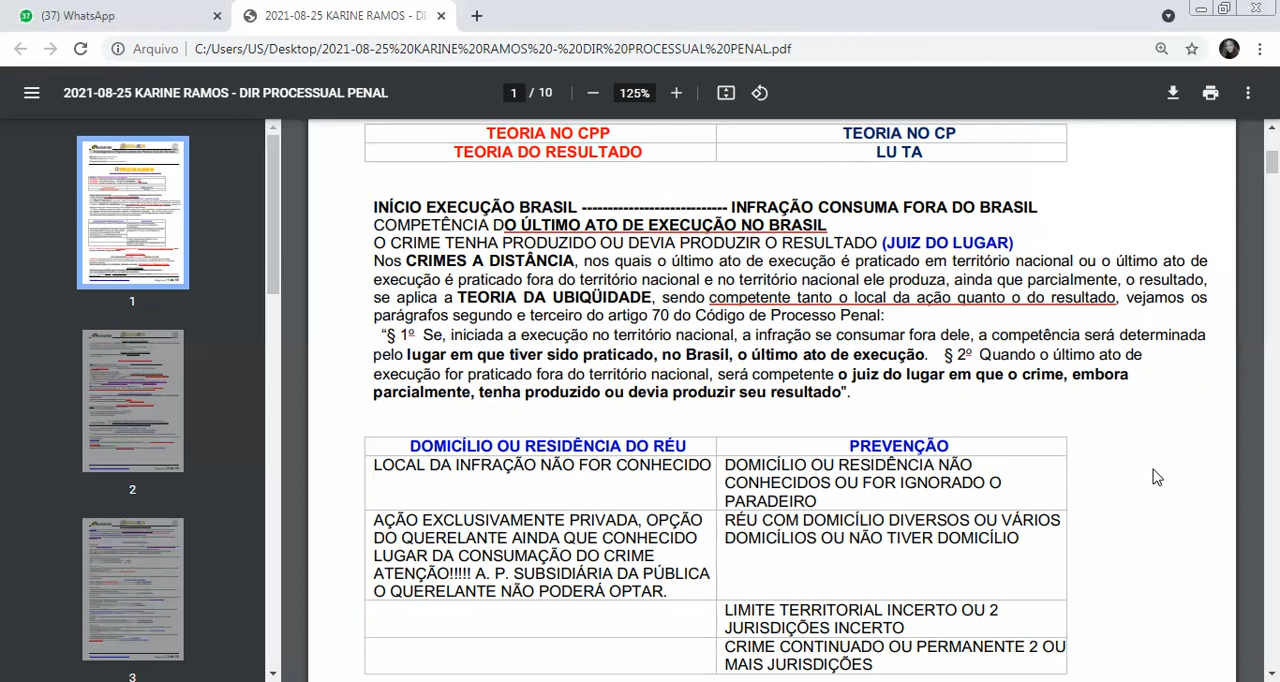 (37) WhatsApp
2021-08-25 KARINE RAMOS - DI
Arquivo C:/Users/US/Desktop/2021-08-25%20KARINE%20RAMOS%20-%20DIR%20PROCESSUAL%20PENAL.pdf
2021-08-25 KARINE RAMOS - DIR PROCESSUAL PENAL
1 / 10
125%
1
2
3
TEORIA NO CPP TEORIA NO CP
TEORIA DO RESULTADO LU TA
INÍCIO EXECUÇÃO BRASIL --------------------------- INFRAÇÃO CONSUMA FORA DO BRASIL
COMPETÊNCIA DO ÚLTIMO ATO DE EXECUÇÃO NO BRASIL
O CRIME TENHA PRODUZIDO OU DEVIA PRODUZIR O RESULTADO (JUIZ DO LUGAR)
Nos CRIMES A DISTÂNCIA, nos quais o último ato de execução é praticado em território nacional ou o último ato de
execução é praticado fora do território nacional e no território nacional ele produza, ainda que parcialmente, o resultado,
se aplica a TEORIA DA UBIQÜIDADE, sendo competente tanto o local da ação quanto o do resultado, vejamos os
parágrafos segundo e terceiro do artigo 70 do Código de Processo Penal:
“§ 1º Se, iniciada a execução no território nacional, a infração se consumar fora dele, a competência será determinada
pelo lugar em que tiver sido praticado, no Brasil, o último ato de execução. § 2º Quando o último ato de
execução for praticado fora do território nacional, será competente o juiz do lugar em que o crime, embora
parcialmente, tenha produzido ou devia produzir seu resultado”.
DOMICÍLIO OU RESIDÊNCIA DO RÉU PREVENÇÃO
LOCAL DA INFRAÇÃO NÃO FOR CONHECIDO
DOMICÍLIO OU RESIDÊNCIA NÃO
CONHECIDOS OU FOR IGNORADO O
PARADEIRO
AÇÃO EXCLUSIVAMENTE PRIVADA, OPÇÃO
DO QUERELANTE AINDA QUE CONHECIDO
LUGAR DA CONSUMAÇÃO DO CRIME
ATENÇÃO!!!!! A. P. SUBSIDIÁRIA DA PÚBLICA
O QUERELANTE NÃO PODERÁ OPTAR.
RÉU COM DOMICÍLIO DIVERSOS OU VÁRIOS
DOMICÍLIOS OU NÃO TIVER DOMICÍLIO
LIMITE TERRITORIAL INCERTO OU 2
JURISDIÇÕES INCERTO
CRIME CONTINUADO OU PERMANENTE 2 OU
MAIS JURISDIÇÕES